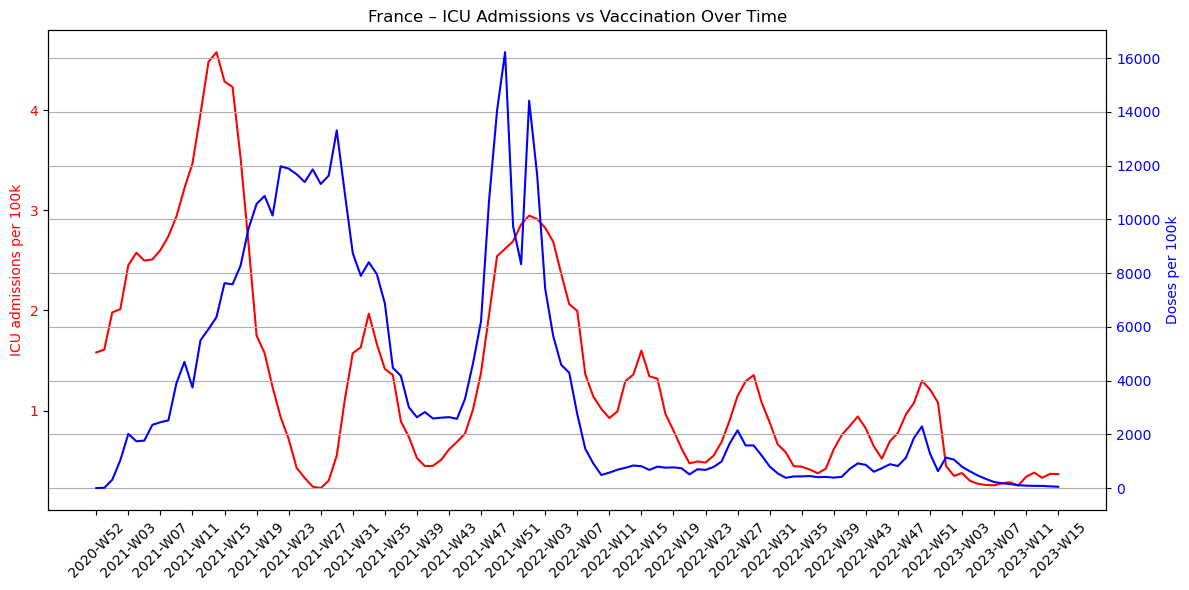 France – ICU Admissions vs Vaccination Over Time
ICU admissions per 100k
4
3
2
1
16000
14000
12000
10000
8000
6000
4000
2000
0
Doses per 100k
2020-W52
2021-W03
2021-W07
2021-W11
2021-W15
2021-W19
2021-W23
2021-W27
2021-W31
2021-W35
2021-W39
2021-W43
2021-W47
2021-W51
2022-W03
2022-W07
2022-W11
2022-W15
2022-W19
2022-W23
2022-W27
2022-W31
2022-W35
2022-W39
2022-W43
2022-W47
2022-W51
2023-W03
2023-W07
2023-W11
2023-W15